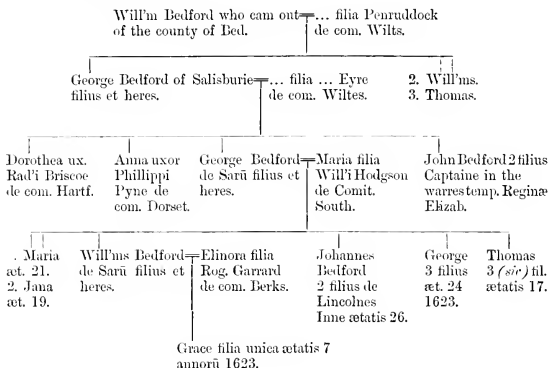 Will'm Bedford who cam out
of the county of Bed.
... filia Penruddock
de com. Wilts.
George Bedford of Salisburie
filius et heres.
... filia ... Eyre
de com. Wiltes.
2. Will'ms.
3. Thomas.
Dorothea ux.
Rad'i Briscoe
de com. Hartf.
Anna uxor
Phillippi
Pyne de
com. Dorset.
George Bedford
de Sarū filius et
heres.
Maria filia
Will'i Hodgson
de Comit.
South.
John Bedford 2 filius
Captaine in the
warres temp. Reginæ
Elizab.
. Maria
æt. 21.
2. Jana
æt. 19.
Will'ms Bedford
de Sarū filius et
heres.
Elinora filia
Rog. Garrard
de com. Berks.
Johannes
Bedford
2 filius de
Lincolnes
Inne ætatis 26.
George
3 filius
æt. 24
1623.
Thomas
3 (sic) fil.
ætatis 17.
Grace filia unica ætatis 7
annorū 1623.